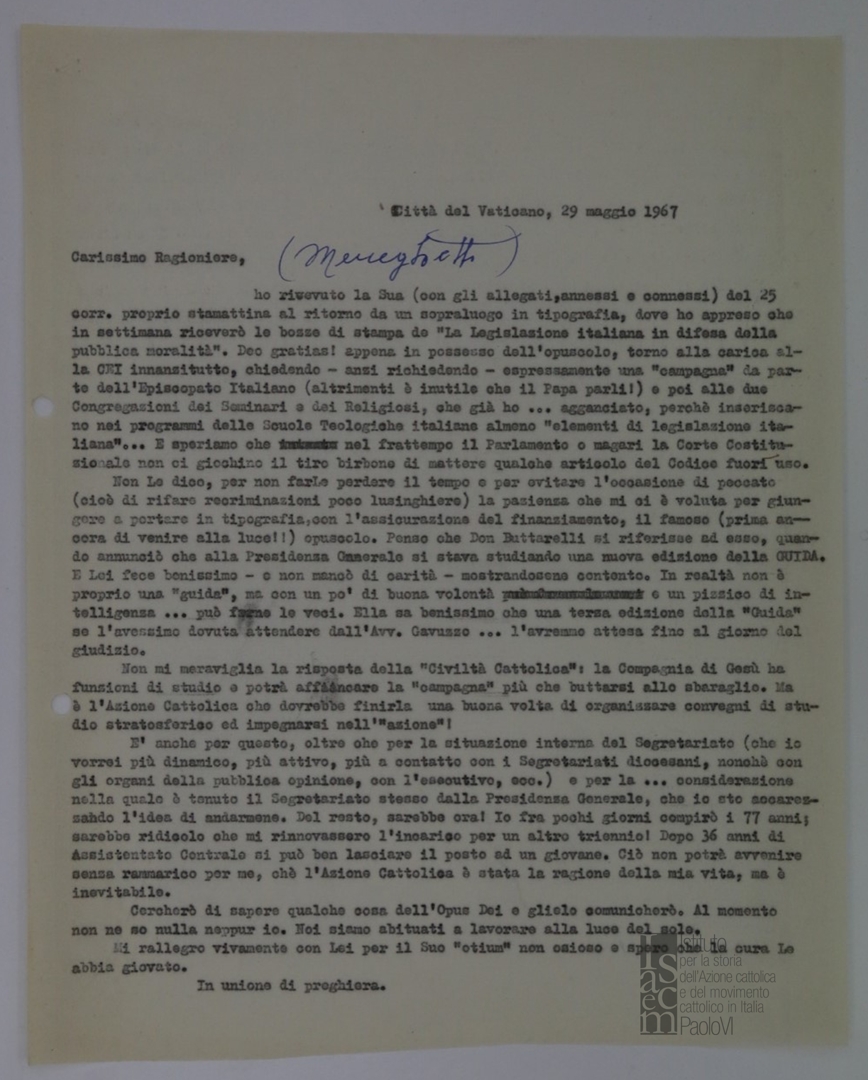 Città del Vaticano, 29 maggio 1967
Carissimo Ragioniere, (Meneghetti)
ho ricevuto la Sua (con gli allegati,annessi e connessi) del 25
corr. proprio stamattina al ritorno da un sopraluogo in tipografia, dove ho appreso che
in settimana riceverò le bozze di stampa de "La Legislazione italiana in difesa della
pubblica moralità". Deo gratias! appena in possesso dell'opuscolo, torno alla carica al-
la CEI innanzitutto, chiedendo - anzi richiedendo - espressamente una "campagna" da par-
te dell'Episcopato Italiano (altrimenti è inutile che il Papa parli!) e poi alle due
Congregazioni dei Seminari e dei Religiosi, che già ho ... agganciato, perchè inserisca-
no nei programmi delle Scuole Teologiche italiane almeno "elementi di legislazione ita-
liana"... E speriamo che nel frattempo il Parlamento o magari la Corte Costitu-
zionale non ci giochino il tiro birbone di mettere qualche articolo del Codice fuori uso.
Non Le dico, per non farLe perdere il tempo e per evitare l'occasione di peccato
(cioè di rifare recriminazioni poco lusinghiere) la pazienza che mi ci è voluta per giun-
gere a portare in tipografia,con l'assicurazione del finanziamento, il famoso (prima an-
cora di venire alla luce!!) opuscolo. Penso che Don Buttarelli si riferisse ad esso, quan-
do annunciò che alla Presidenza Generale si stava studiando una nuova edizione della GUIDA.
E Lei fece benissimo - e non mancò di carità - mostrandosene contento. In realtà non è
proprio una "guida", ma con un po' di buona volontà e un pizzico di in-
telligenza ... può farne le veci. Ella sa benissimo che una terza edizione della "Guida"
se l'avessimo dovuta attendere dall'Avv. Gavuzzo ... l'avremmo attesa fino al giorno del
giudizio.
Non mi meraviglia la risposta della "Civiltà Cattolica": la Compagnia di Gesù ha
funzioni di studio e potrà affiancare la "campagna" più che buttarsi allo sbaraglio. Ma
è l'Azione Cattolica che dovrebbe finirla una buona volta di organizzare convegni di stu-
dio stratosferico ed impegnarsi nell'"azione"!
E' anche per questo, oltre che per la situazione interna del Segretariato (che io
vorrei più dinamico, più attivo, più a contatto con i Segretariati diocesani, nonchè con
gli organi della pubblica opinione, con l'esecutivo, ecc.) e per la ... considerazione
nella quale è tenuto il Segretariato stesso dalla Presidenza Generale, che io sto accarez-
zahdo l'idea di andarmene. Del resto, sarebbe ora! Io fra pochi giorni compirò i 77 anni;
sarebbe ridicolo che mi rinnovassero l'incarico per un altro triennio! Dopo 36 anni di
Assistentato Centrale si può ben lasciare il posto ad un giovane. Ciò non potrà avvenire
senza rammarico per me, chè l'Azione Cattolica è stata la ragione della mia vita, ma è
inevitabile.
Cercherò di sapere qualche cosa dell'Opus Dei e glielo comunicherò. Al momento
non ne so nulla neppur io. Noi siamo abituati a lavorare alla luce del sole.
Mi rallegro vivamente con Lei per il Suo "otium" non ozioso e spero che la cura Le
abbia giovato.
In unione di preghiera.
isacem
Istituto
per la storia
dell'Azione cattolica
e del movimento
cattolico in Italia
PaoloVI